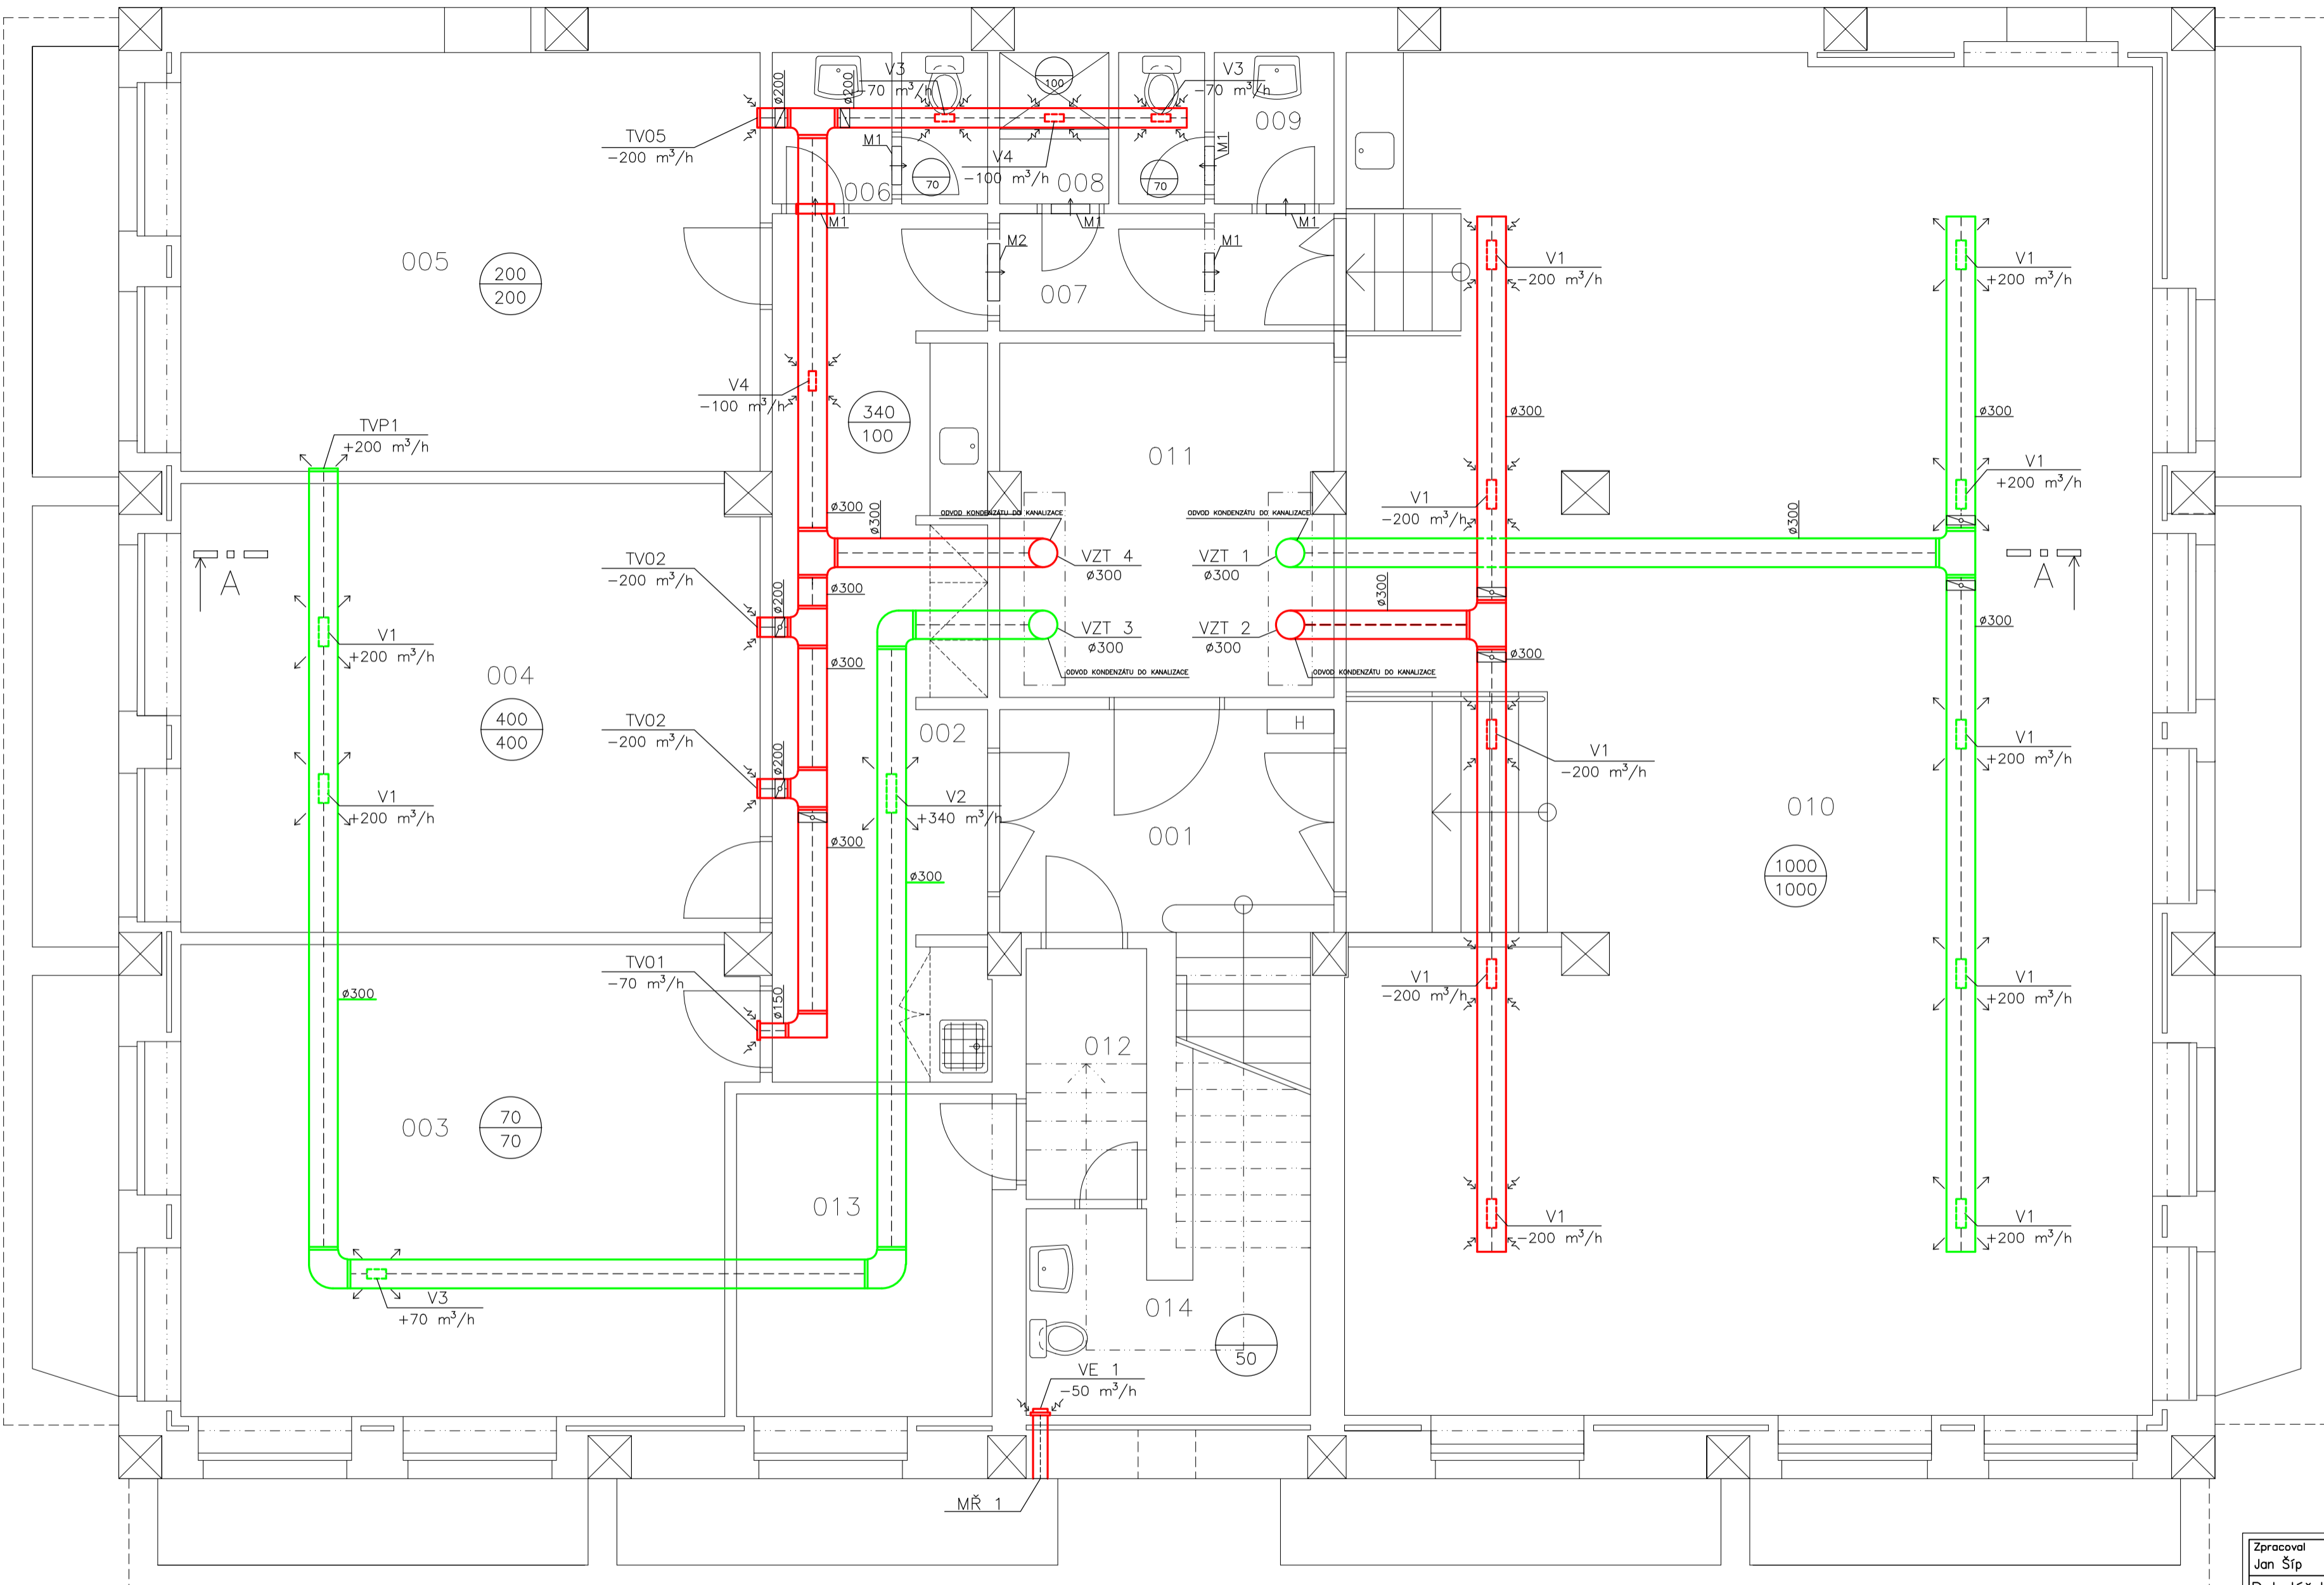 ø200
ø200
V3
-70 m³/h
100
V3
-70 m³/h
009
TV05
-200 m³/h
M1
70
V4
-100 m³/h
008
70
M1
006
M1
M1
M1
M2
M1
005
200
200
007
V1
-200 m³/h
V1
+200 m³/h
V4
-100 m³/h
340
100
ø300
ø300
TVP1
+200 m³/h
011
V1
-200 m³/h
V1
+200 m³/h
ø300
ø300
ODVOD KONDENZÁTU DO KANALIZACE
ODVOD KONDENZÁTU DO KANALIZACE
ø300
A
TV02
-200 m³/h
VZT 4
ø300
VZT 1
ø300
A
ø200
ø300
ø300
ø300
V1
+200 m³/h
VZT 3
ø300
VZT 2
ø300
ø300
ø300
ODVOD KONDENZÁTU DO KANALIZACE
ODVOD KONDENZÁTU DO KANALIZACE
004
400
400
TV02
-200 m³/h
002
H
V1
-200 m³/h
V1
+200 m³/h
ø200
V1
+200 m³/h
V2
+340 m³/h
001
010
ø300
ø300
1000
1000
TV01
-70 m³/h
V1
-200 m³/h
V1
+200 m³/h
ø300
ø150
012
003
70
70
013
V1
-200 m³/h
V1
+200 m³/h
V3
+70 m³/h
014
50
VE 1
-50 m³/h
MŘ 1
Zpracoval
Jan Šíp